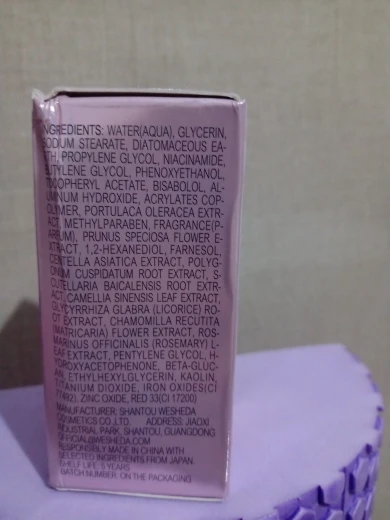 INGREDIENTS: WATER(AQUA), GLYCERIN,
SODIUM STEARATE, DIATOMACEOUS EA-
TH, PROPYLENE GLYCOL, NIACINAMIDE,
BUTYLENE GLYCOL, PHENOXYETHANOL,
TOCOPHERYL ACETATE, BISABOLOL, AL-
UMINUM HYDROXIDE, ACRYLATES COP-
OLYMER, PORTULACA OLERACEA EXTR-
ACT, METHYLPARABEN, FRAGRANCE(P-
ARFUM), PRUNUS SPECIOSA FLOWER E-
XTRACT, 1,2-HEXANEDIOL, FARNESOL,
CENTELLA ASIATICA EXTRACT, POLYG-
ONUM CUSPIDATUM ROOT EXTRACT, S-
CUTELLARIA BAICALENSIS ROOT EXTR-
ACT, CAMELLIA SINENSIS LEAF EXTRACT,
GLYCYRRHIZA GLABRA (LICORICE) RO-
OT EXTRACT, CHAMOMILLA RECUTITA
(MATRICARIA) FLOWER EXTRACT, ROS-
MARINUS OFFICINALIS (ROSEMARY) L-
EAF EXTRACT, PENTYLENE GLYCOL, H-
YDROXYACETOPHENONE, BETA-GLUC-
AN, ETHYLHEXYLGLYCERIN, KAOLIN,
TITANIUM DIOXIDE, IRON OXIDES(CI
77492), ZINC OXIDE, RED 33(CI 17200)
MANUFACTURER: SHANTOU WESHEDA
COSMETICS CO.,LTD. ADDRESS: JIAOXI
INDUSTRIAL PARK, SHANTOU, GUANGDONG
OFFICIAL@WESHEDA.COM
RESPONSIBLY MADE IN CHINA WITH
SELECTED INGREDIENTS FROM JAPAN.
SHELF LIFE: 5 YEARS
BATCH NUMBER: ON THE PACKAGING